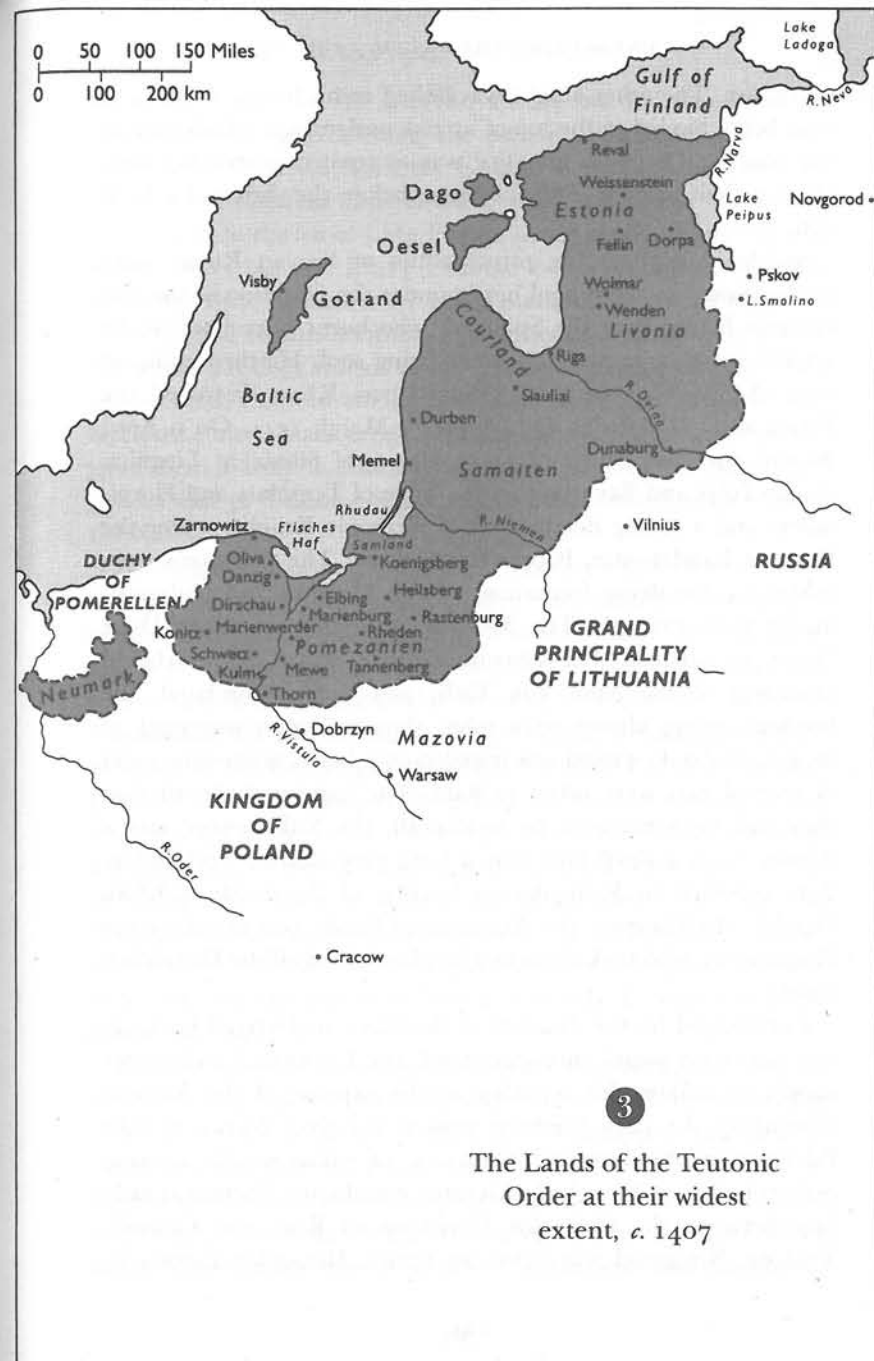 0 50 100 150 Miles
0 100 200 km
Lake
Ladoga
Gulf of
Finland
R. Neva
Reval
R. Narva
Weissenstein
Dago
Lake
Peipus
Novgorod
Estonia
Oesel
Fellin
Dorpa
Visby
Pskov
Gotland
Wolmar
L. Smolino
Wenden
Courland
Livonia
Riga
Baltic
Sea
Siauliai
R. Dvina
Durben
Dunaburg
Memel
Samaiten
Rhudau
Zarnowitz
Frisches
Haf
R. Niemen
Vilnius
Samland
DUCHY
OF
POMERELLEN
Oliva
Koenigsberg
RUSSIA
Danzig
Elbing
Heilsberg
Dirschau
Marienburg
Rastenburg
Konitz
Marienwerder
Rheden
GRAND
PRINCIPALITY
OF LITHUANIA
Pomezanien
Schwecz
Mewe
Tannenberg
Kulm
Neumark
Thorn
Dobrzyn
Mazovia
R. Vistula
Warsaw
KINGDOM
OF
POLAND
R. Oder
Cracow
3
The Lands of the Teutonic
Order at their widest
extent, c. 1407